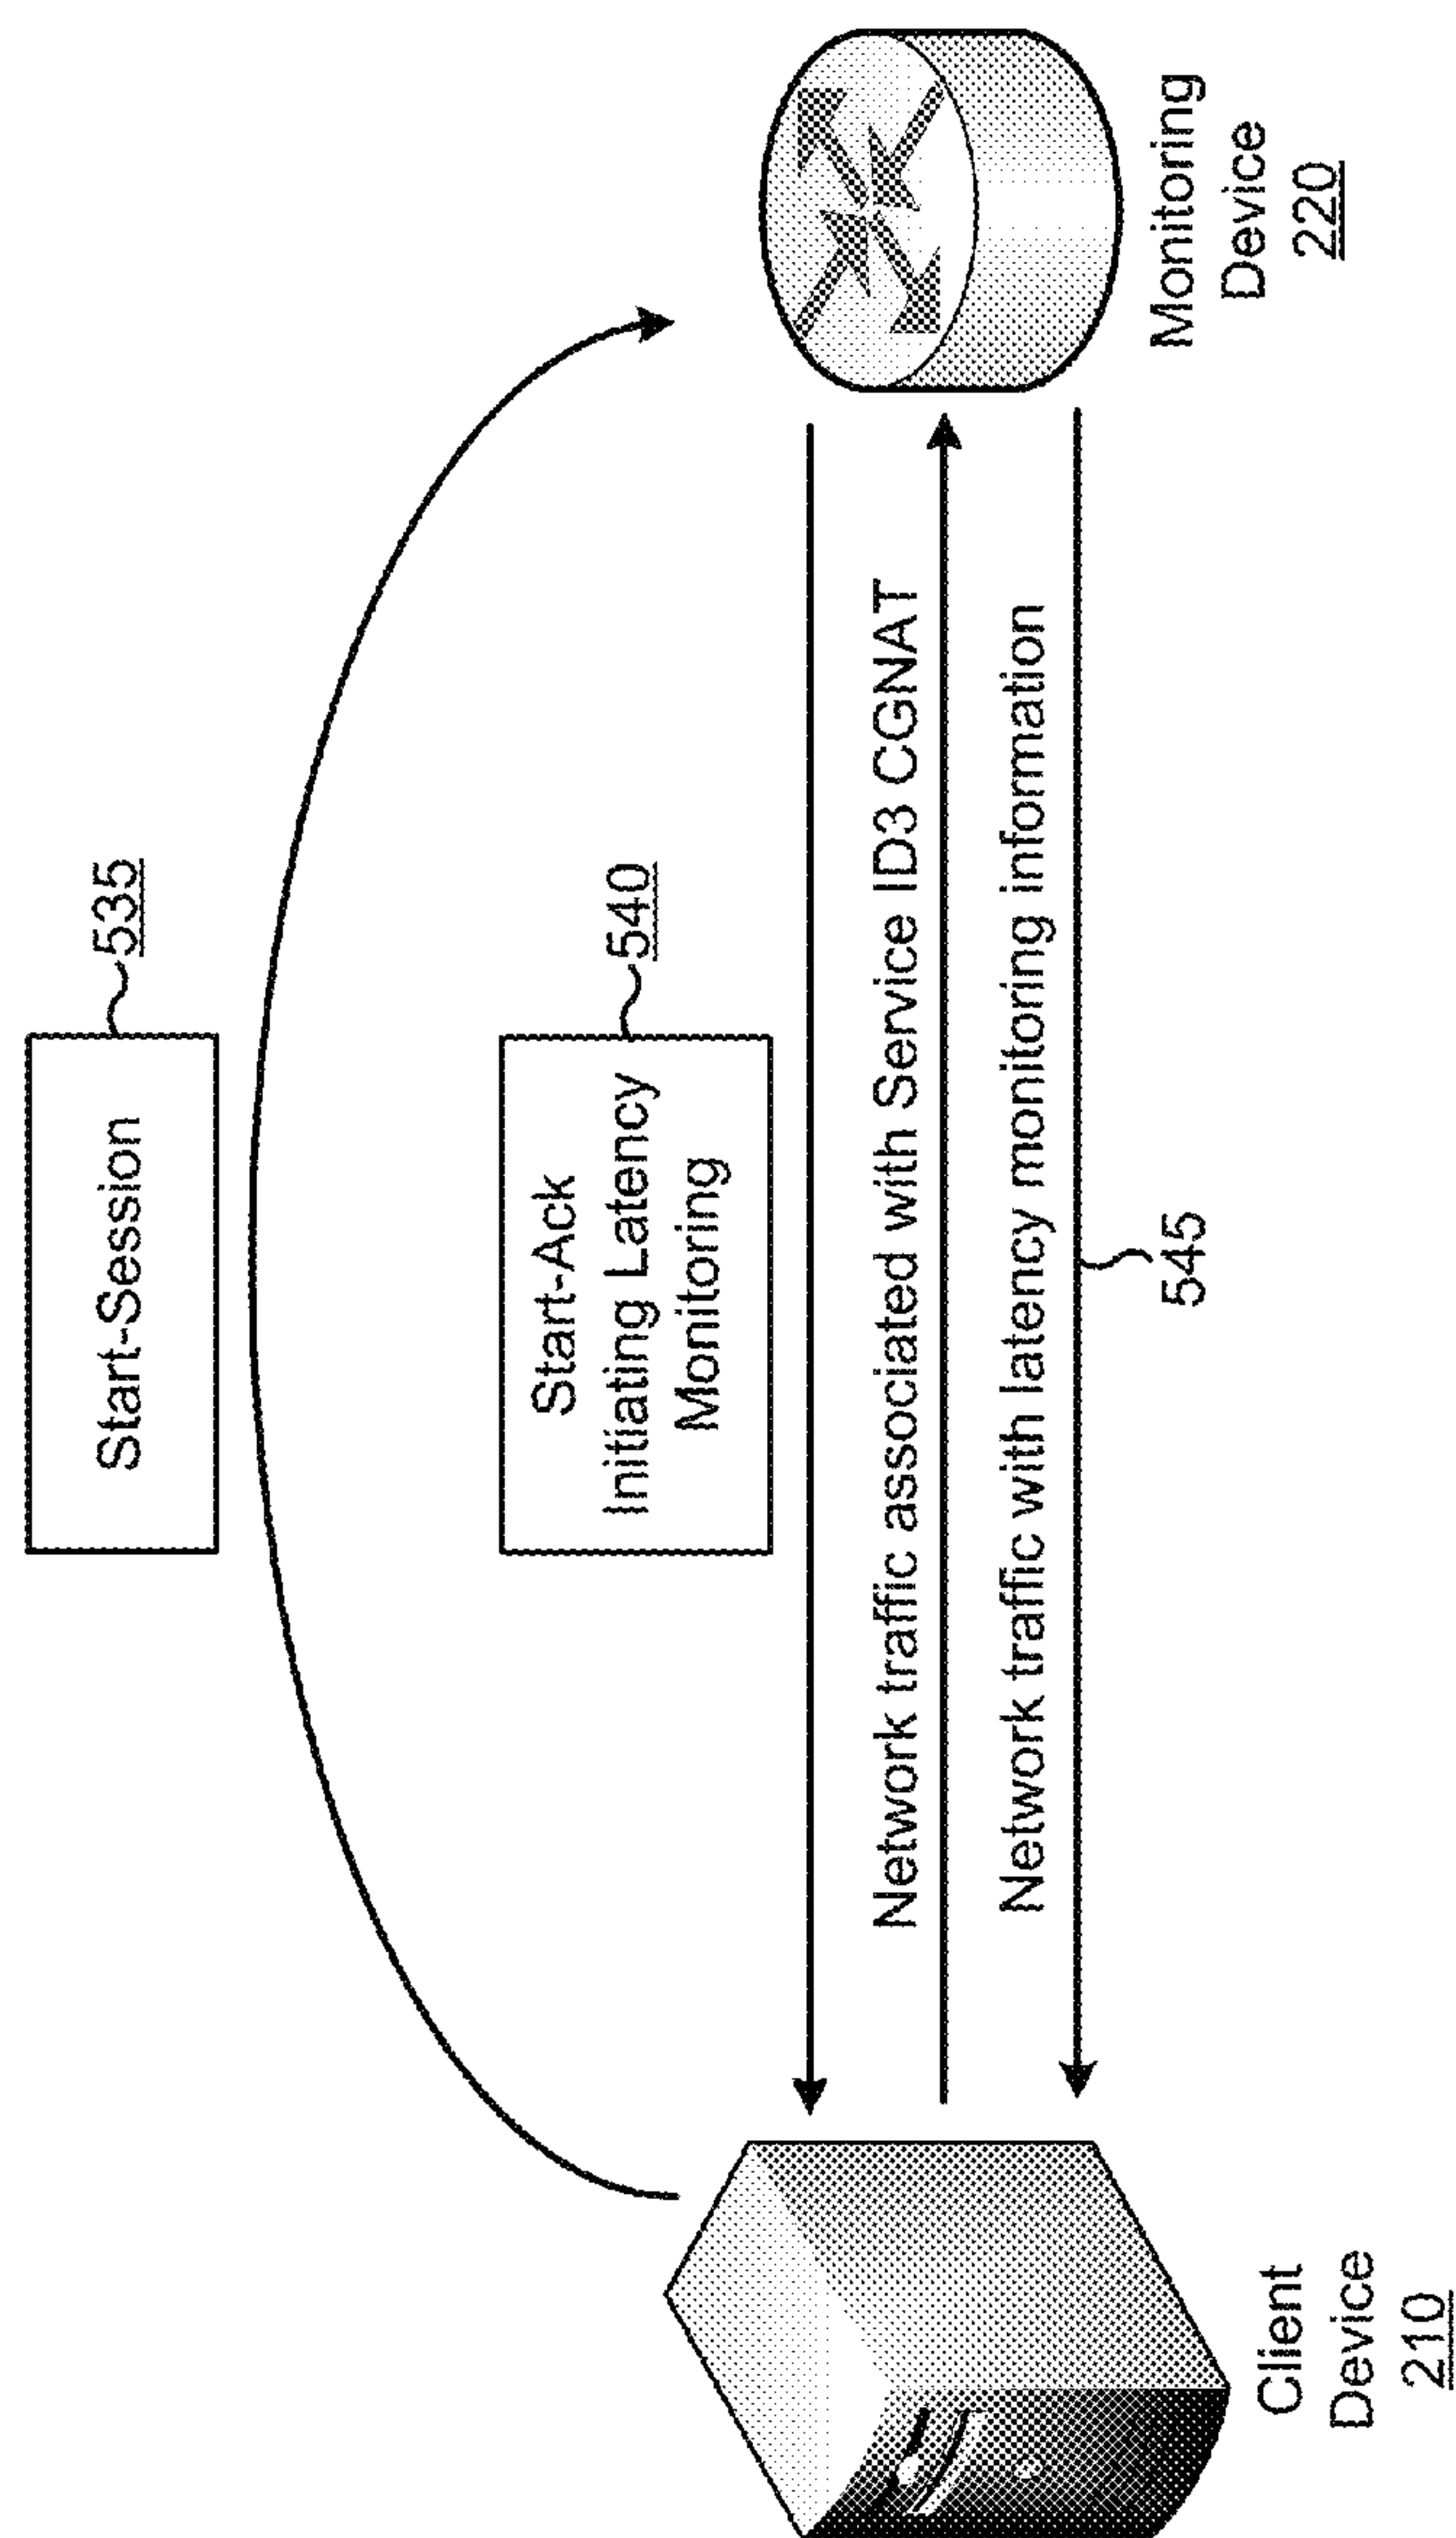 Start-Session
535
Start-Ack
Initiating Latency
Monitoring
540
Network traffic associated with Service ID3 CGNAT
Network traffic with latency monitoring information
545
Client
Device
210
Monitoring
Device
220